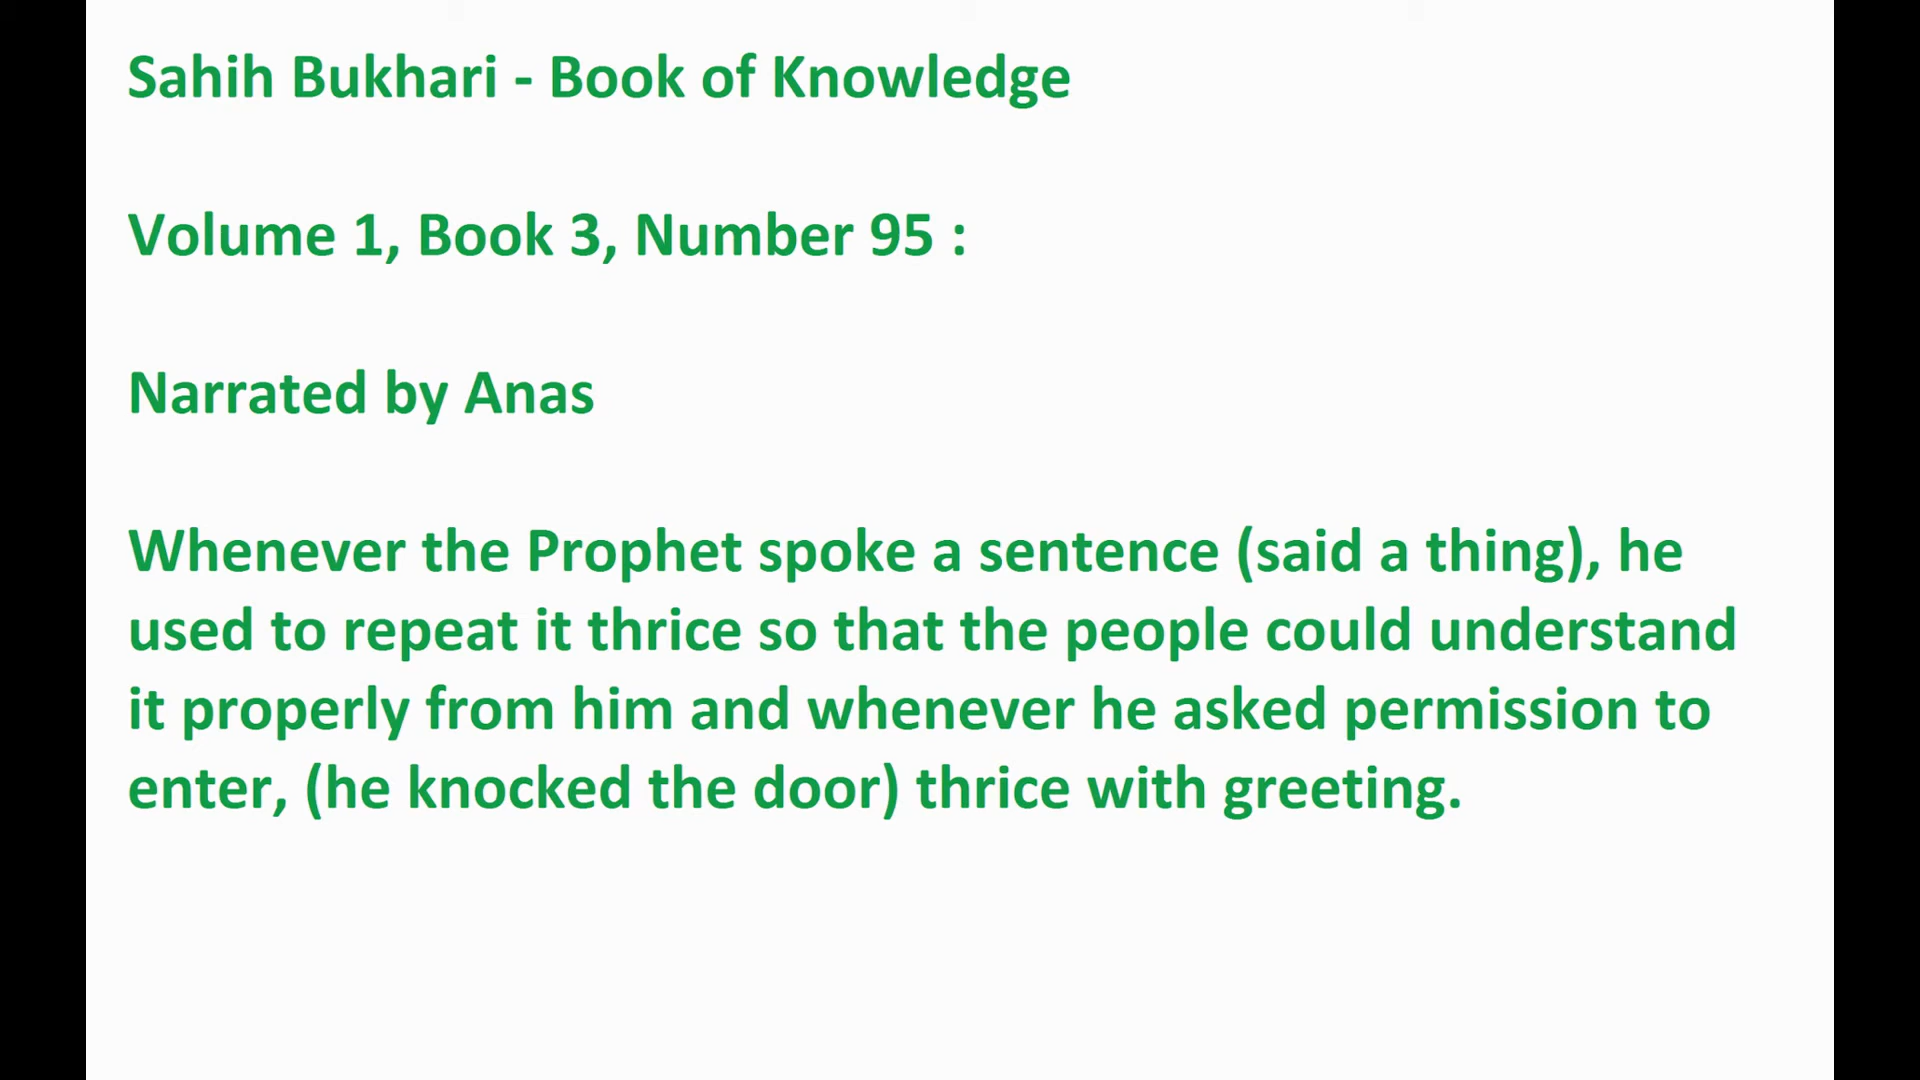 Sahih Bukhari - Book of Knowledge
Volume 1, Book 3, Number 95 :
Narrated by Anas
Whenever the Prophet spoke a sentence (said a thing), he
used to repeat it thrice so that the people could understand
it properly from him and whenever he asked permission to
enter, (he knocked the door) thrice with greeting.